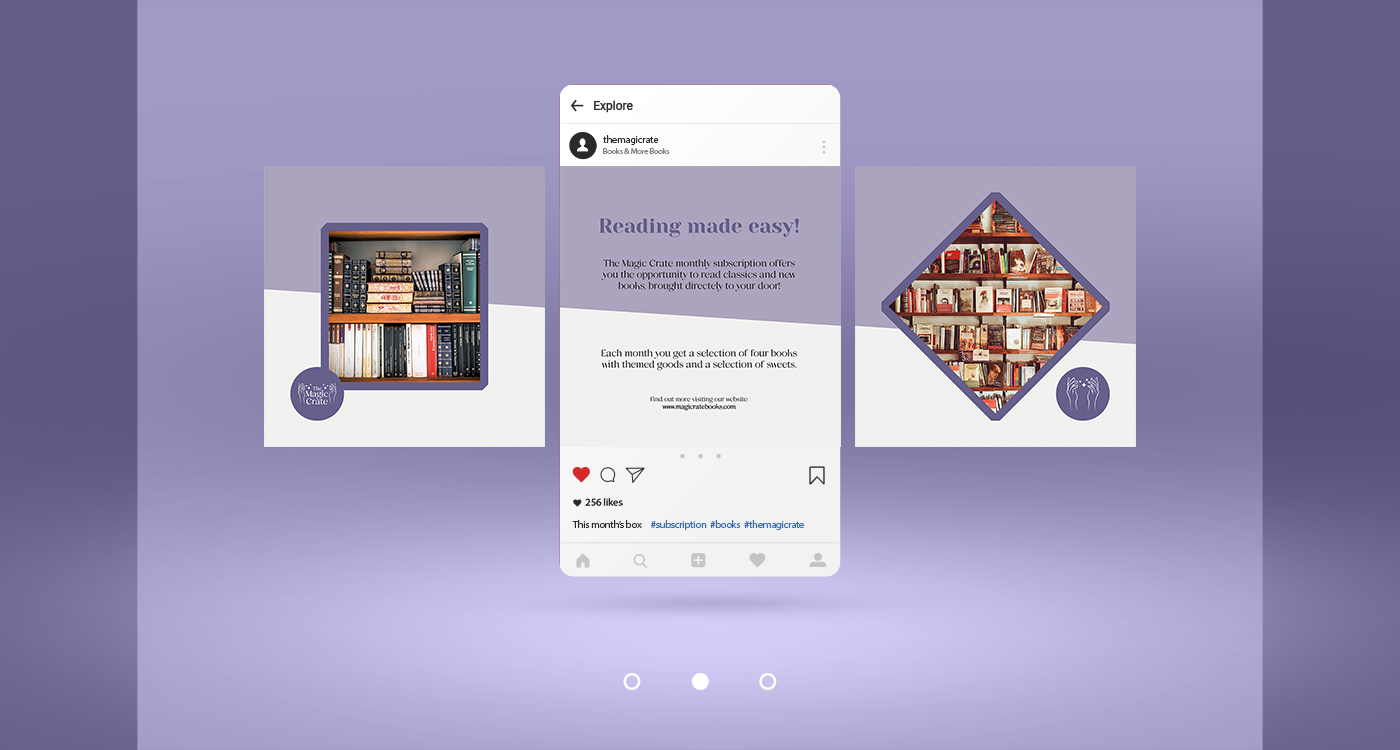 Explore
themagicrate
Books & More Books
Reading made easy!
The Magic Crate monthly subscription offers
you the opportunity to read classics and new
books, brought directely to your door!
Each month you get a selection of four books
with themed goods and a selection of sweets.
Find out more visiting our website:
www.magicratebooks.com
The
Magic
Crate
256 likes
This month's box #subscription #books #themagicrate